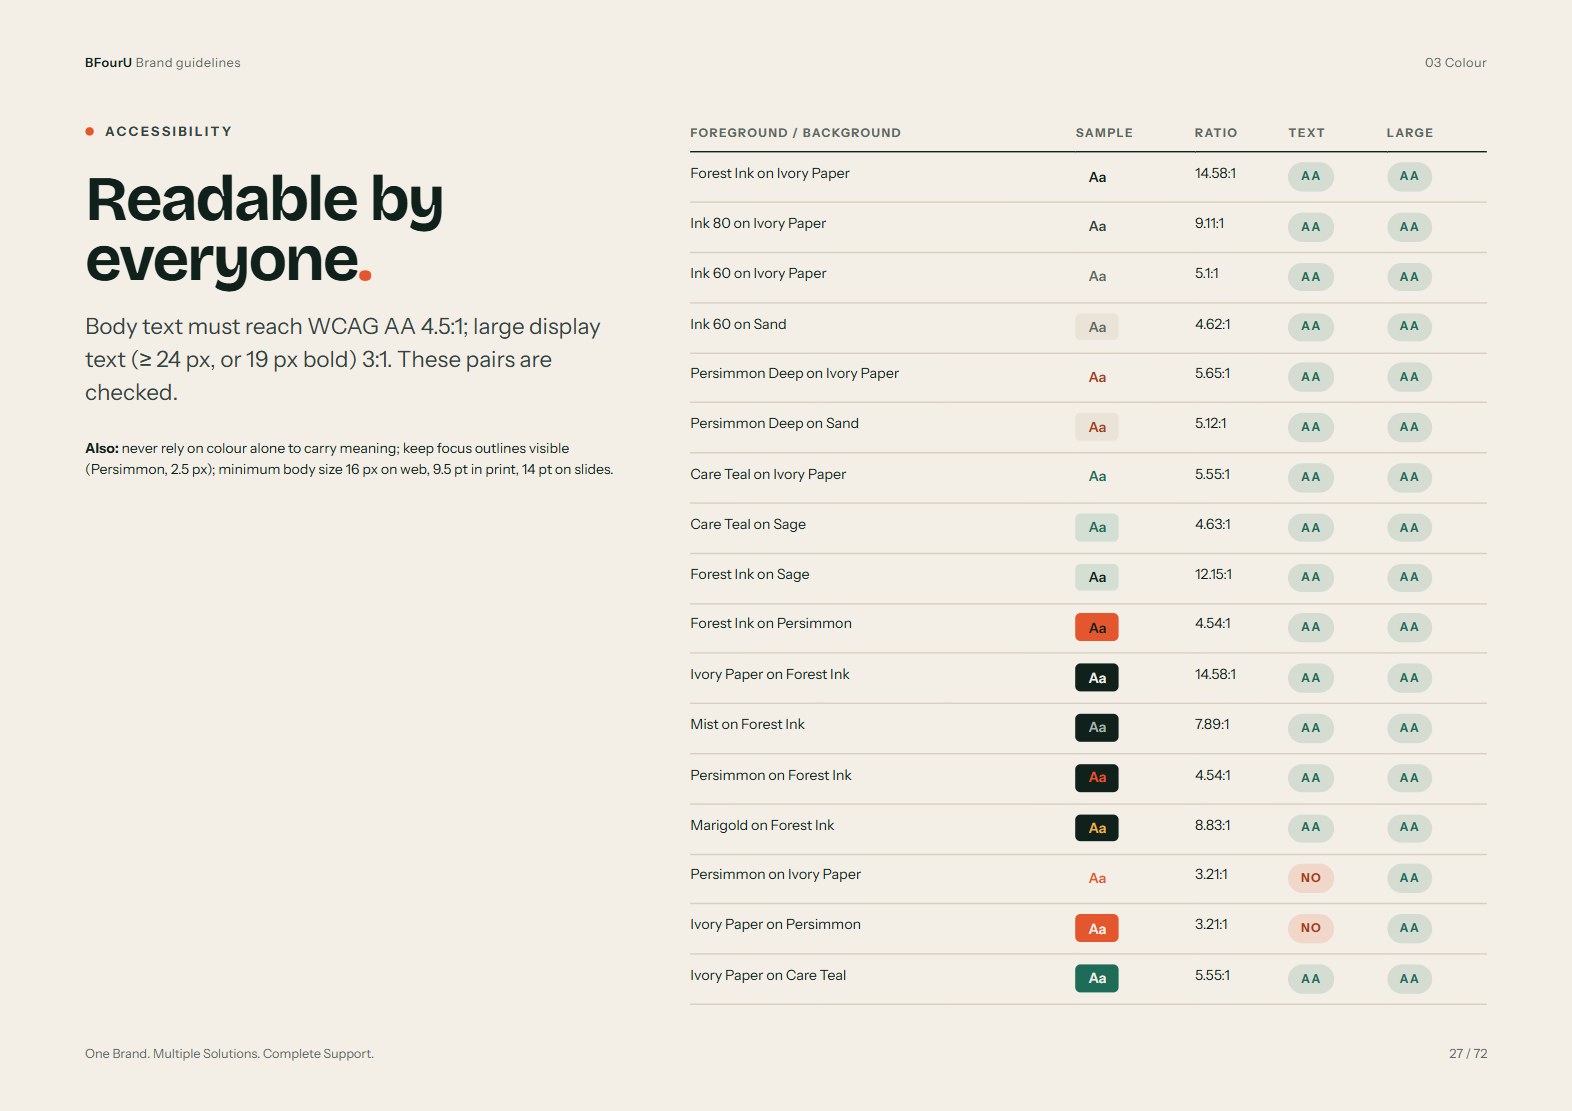 BFourU Brand guidelines
03 Colour
ACCESSIBILITY
Readable by
everyone.
Body text must reach WCAG AA 4.5:1; large display
text (≥ 24 px, or 19 px bold) 3:1. These pairs are
checked.
Also: never rely on colour alone to carry meaning; keep focus outlines visible
(Persimmon, 2.5 px); minimum body size 16 px on web, 9.5 pt in print, 14 pt on slides.
FOREGROUND / BACKGROUND SAMPLE RATIO TEXT LARGE
Forest Ink on Ivory Paper Aa 14.58:1 AA AA
Ink 80 on Ivory Paper Aa 9.11:1 AA AA
Ink 60 on Ivory Paper Aa 5.1:1 AA AA
Ink 60 on Sand Aa 4.62:1 AA AA
Persimmon Deep on Ivory Paper Aa 5.65:1 AA AA
Persimmon Deep on Sand Aa 5.12:1 AA AA
Care Teal on Ivory Paper Aa 5.55:1 AA AA
Care Teal on Sage Aa 4.63:1 AA AA
Forest Ink on Sage Aa 12.15:1 AA AA
Forest Ink on Persimmon Aa 4.54:1 AA AA
Ivory Paper on Forest Ink Aa 14.58:1 AA AA
Mist on Forest Ink Aa 7.89:1 AA AA
Persimmon on Forest Ink Aa 4.54:1 AA AA
Marigold on Forest Ink Aa 8.83:1 AA AA
Persimmon on Ivory Paper Aa 3.21:1 NO AA
Ivory Paper on Persimmon Aa 3.21:1 NO AA
Ivory Paper on Care Teal Aa 5.55:1 AA AA
One Brand. Multiple Solutions. Complete Support.
27 / 72